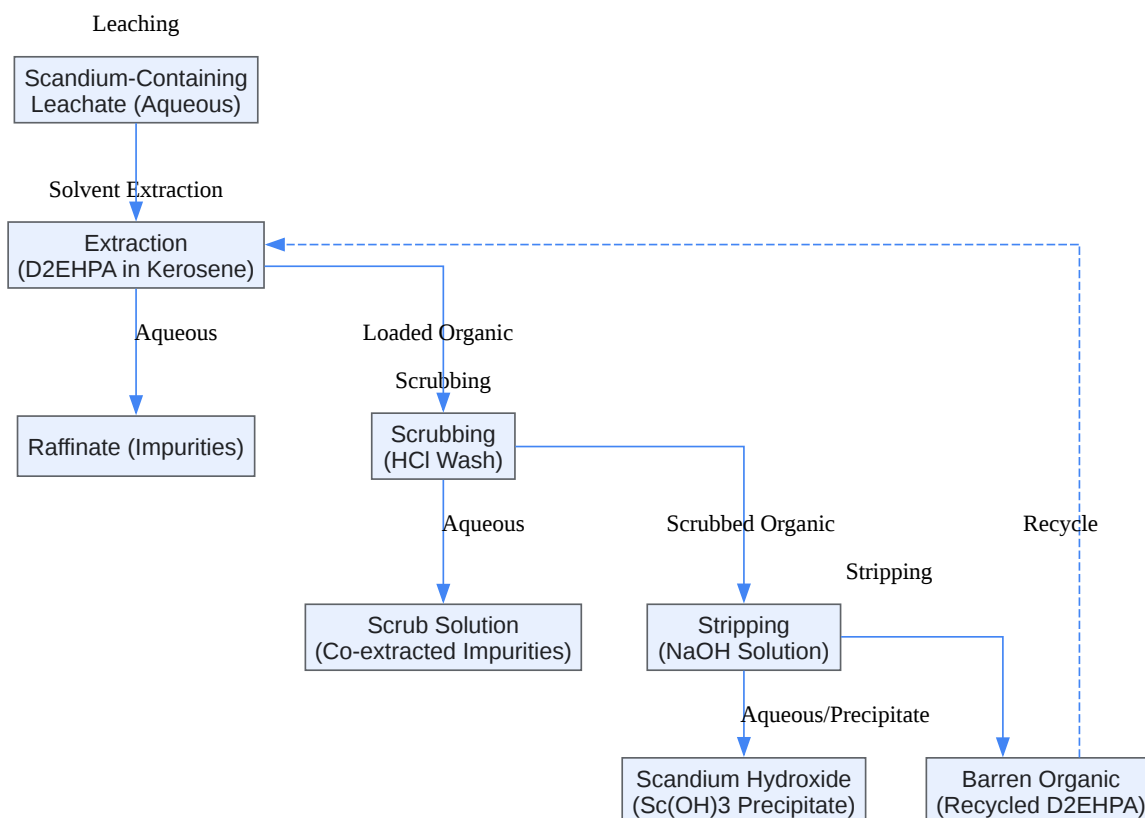 Leaching
Scandium-Containing
Leachate (Aqueous)
Solvent Extraction
Extraction
(D2EHPA in Kerosene)
Aqueous
Loaded Organic
Scrubbing
Raffinate (Impurities)
Scrubbing
(HCl Wash)
Aqueous
Scrubbed Organic
Recycle
Stripping
Scrub Solution
(Co-extracted Impurities)
Stripping
(NaOH Solution)
Aqueous/Precipitate
Scandium Hydroxide
(Sc(OH)3 Precipitate)
Barren Organic
(Recycled D2EHPA)